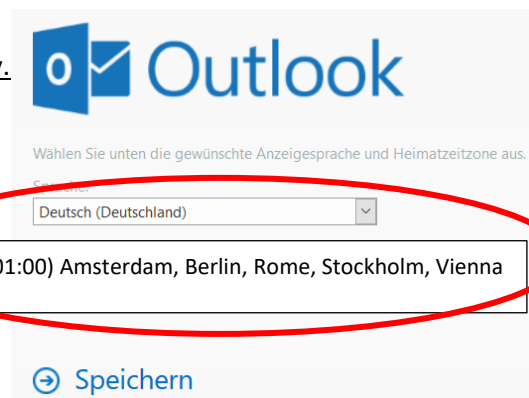 Outlook
Wählen Sie unten die gewünschte Anzeigesprache und Heimatzeitzone aus.
Sprache:
Deutsch (Deutschland)
01:00) Amsterdam, Berlin, Rome, Stockholm, Vienna
Speichern